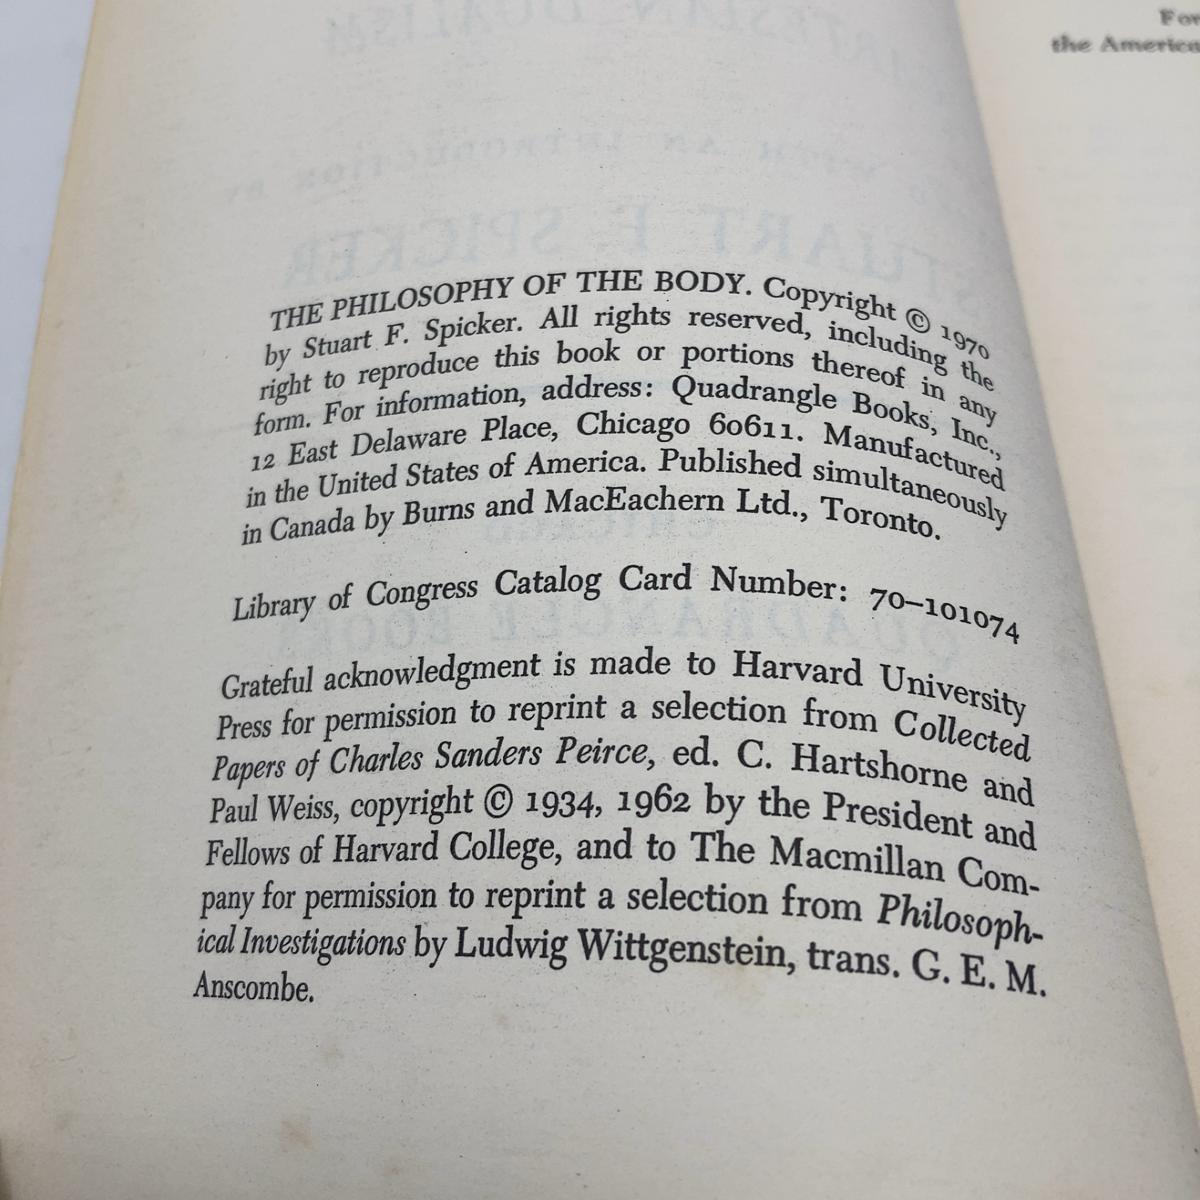 For
the America
THE PHILOSOPHY OF THE BODY. Copyright © 1970
by Stuart F. Spicker. All rights reserved, including the
right to reproduce this book or portions thereof in any
form. For information, address: Quadrangle Books, Inc.,
12 East Delaware Place, Chicago 60611. Manufactured
in the United States of America. Published simultaneously
in Canada by Burns and MacEachern Ltd., Toronto.
Library of Congress Catalog Card Number: 70–101074
Grateful acknowledgment is made to Harvard University
Press for permission to reprint a selection from Collected
Papers of Charles Sanders Peirce, ed. C. Hartshorne and
Paul Weiss, copyright © 1934, 1962 by the President and
Fellows of Harvard College, and to The Macmillan Com-
pany for permission to reprint a selection from Philosoph-
ical Investigations by Ludwig Wittgenstein, trans. G. E. M.
Anscombe.